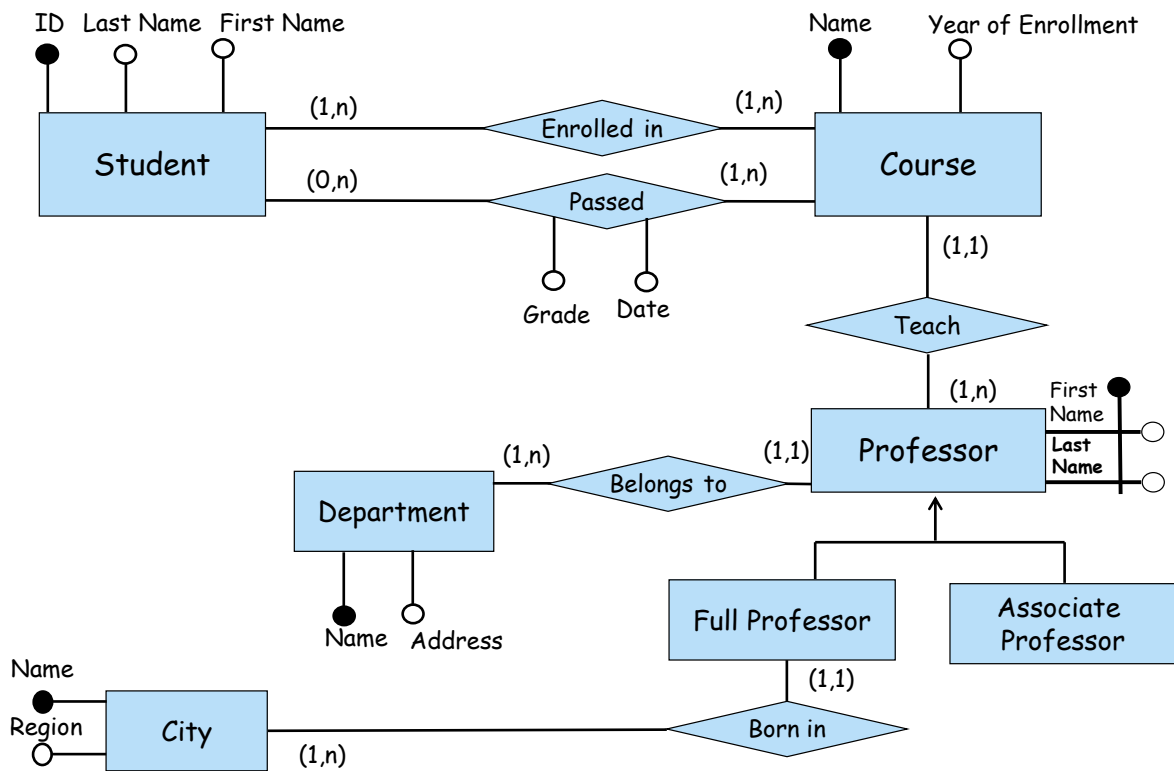 ID
Last Name
First Name
Name
Year of Enrollment
(1,n)
(1,n)
Enrolled in
Student
Course
(0,n)
(1,n)
Passed
(1,1)
Grade
Date
Teach
(1,n)
First
Name
Last
Name
Professor
(1,n)
(1,1)
Belongs to
Department
Name
Address
Full Professor
Associate
Professor
Name
(1,1)
Region
City
Born in
(1,n)